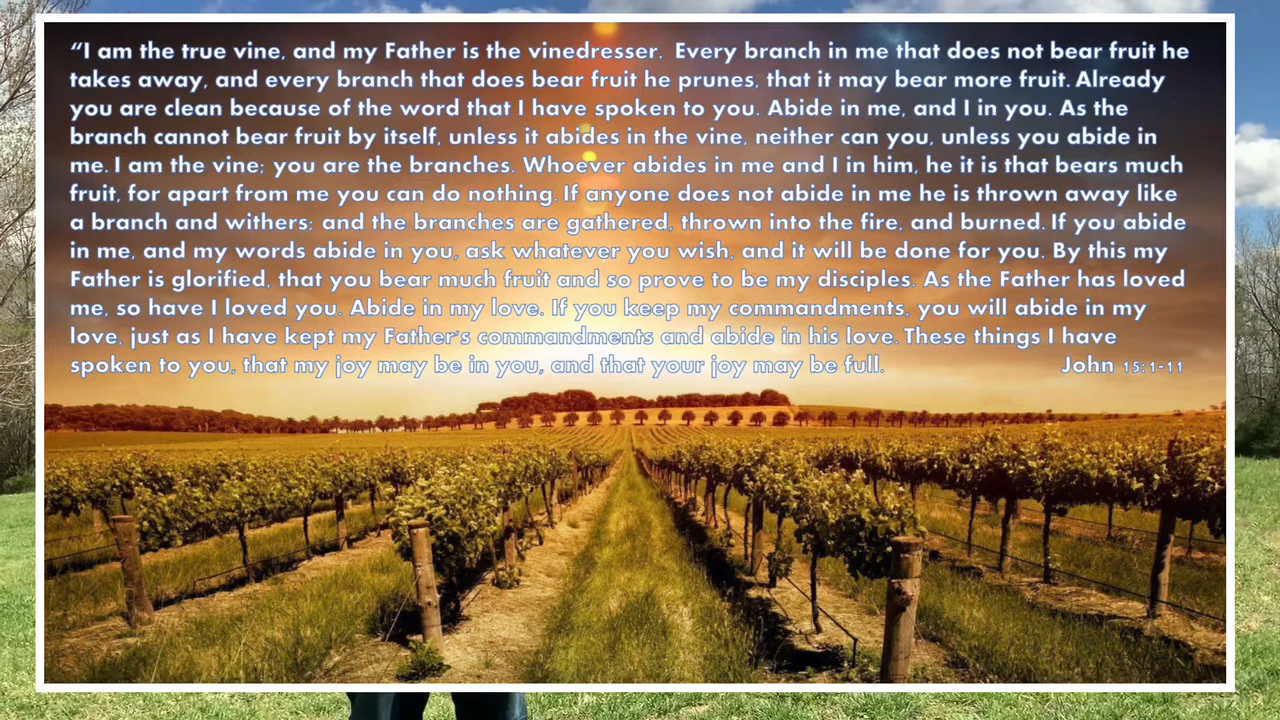 “I am the true vine, and my Father is the vinedresser. Every branch in me that does not bear fruit he
takes away, and every branch that does bear fruit he prunes, that it may bear more fruit. Already
you are clean because of the word that I have spoken to you. Abide in me, and I in you. As the
branch cannot bear fruit by itself, unless it abides in the vine, neither can you, unless you abide in
me. I am the vine; you are the branches. Whoever abides in me and I in him, he it is that bears much
fruit, for apart from me you can do nothing. If anyone does not abide in me he is thrown away like
a branch and withers; and the branches are gathered, thrown into the fire, and burned. If you abide
in me, and my words abide in you, ask whatever you wish, and it will be done for you. By this my
Father is glorified, that you bear much fruit and so prove to be my disciples. As the Father has loved
me, so have I loved you. Abide in my love. If you keep my commandments, you will abide in my
love, just as I have kept my Father’s commandments and abide in his love. These things I have
spoken to you, that my joy may be in you, and that your joy may be full. John 15:1-11